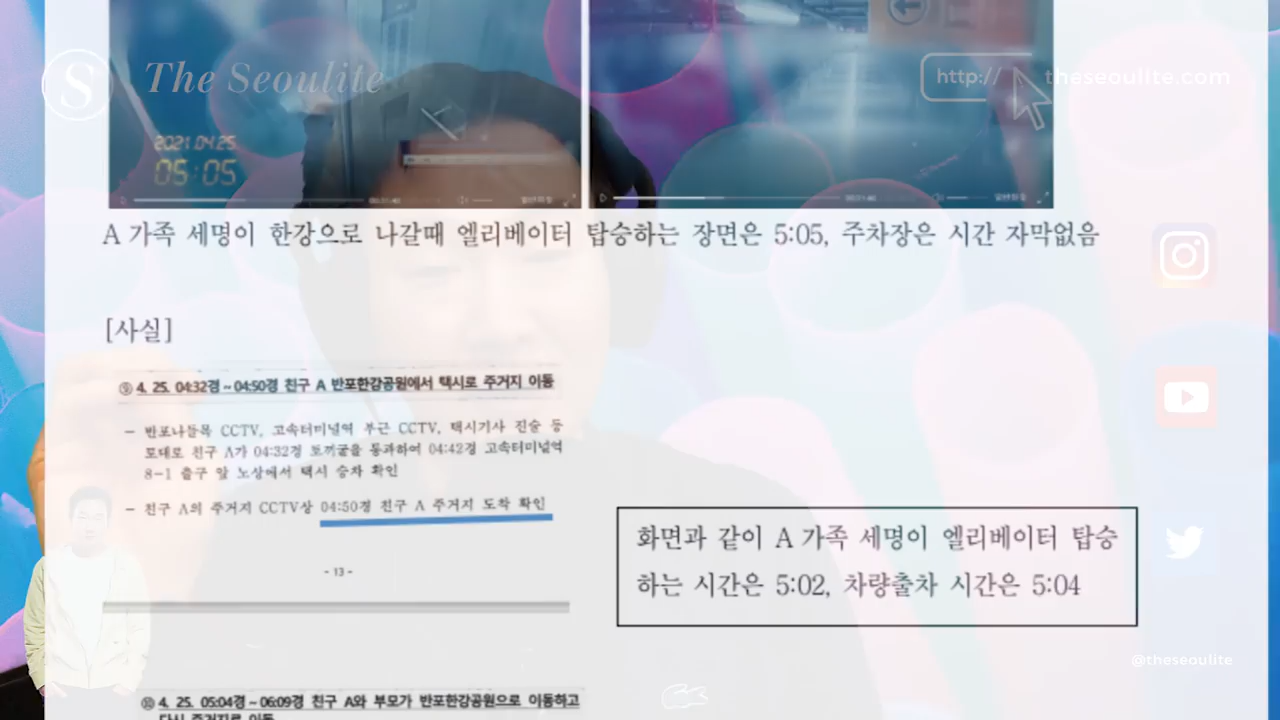 The Seoulite
http://
theseoulite.com
2021.04.25
05:05
A 가족 세명이 한강으로 나갈때 엘리베이터 탑승하는 장면은 5:05, 주차장은 시간 자막없음
[사실]
⑨ 4. 25. 04:32경~04:50경 친구 A 반포한강공원에서 택시로 주거지 이동
- 반포나들목 CCTV, 고속터미널역 부근 CCTV, 택시기사 진술 등
토대로 친구 A가 04:32경 토끼굴을 통과하여 04:42경 고속터미널역
8-1 출구 앞 노상에서 택시 승차 확인
- 친구 A의 주거지 CCTV상 04:50경 친구 A 주거지 도착 확인
- 13 -
화면과 같이 A 가족 세명이 엘리베이터 탑승
하는 시간은 5:02, 차량출차 시간은 5:04
@theseoulite
⑩ 4. 25. 05:04경~06:09경 친구 A와 부모가 반포한강공원으로 이동하고
다시 주거지로 이동